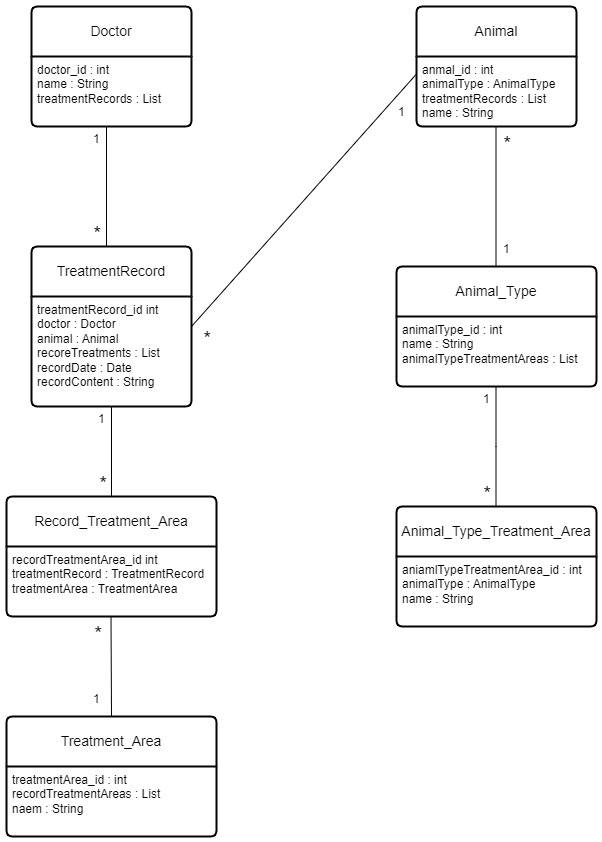 Doctor
doctor_id : int
name : String
treatmentRecords : List
Animal
anmal_id : int
animalType : AnimalType
treatmentRecords : List
name : String
1
*
1
*
*
1
TreatmentRecord
treatmentRecord_id int
doctor : Doctor
animal : Animal
recoreTreatments : List
recordDate : Date
recordContent : String
Animal_Type
animalType_id : int
name : String
animalTypeTreatmentAreas : List
1
*
1
*
Record_Treatment_Area
recordTreatmentArea_id int
treatmentRecord : TreatmentRecord
treatmentArea : TreatmentArea
Animal_Type_Treatment_Area
aniamlTypeTreatmentArea_id : int
animalType : AnimalType
name : String
*
1
Treatment_Area
treatmentArea_id : int
recordTreatmentAreas : List
naem : String